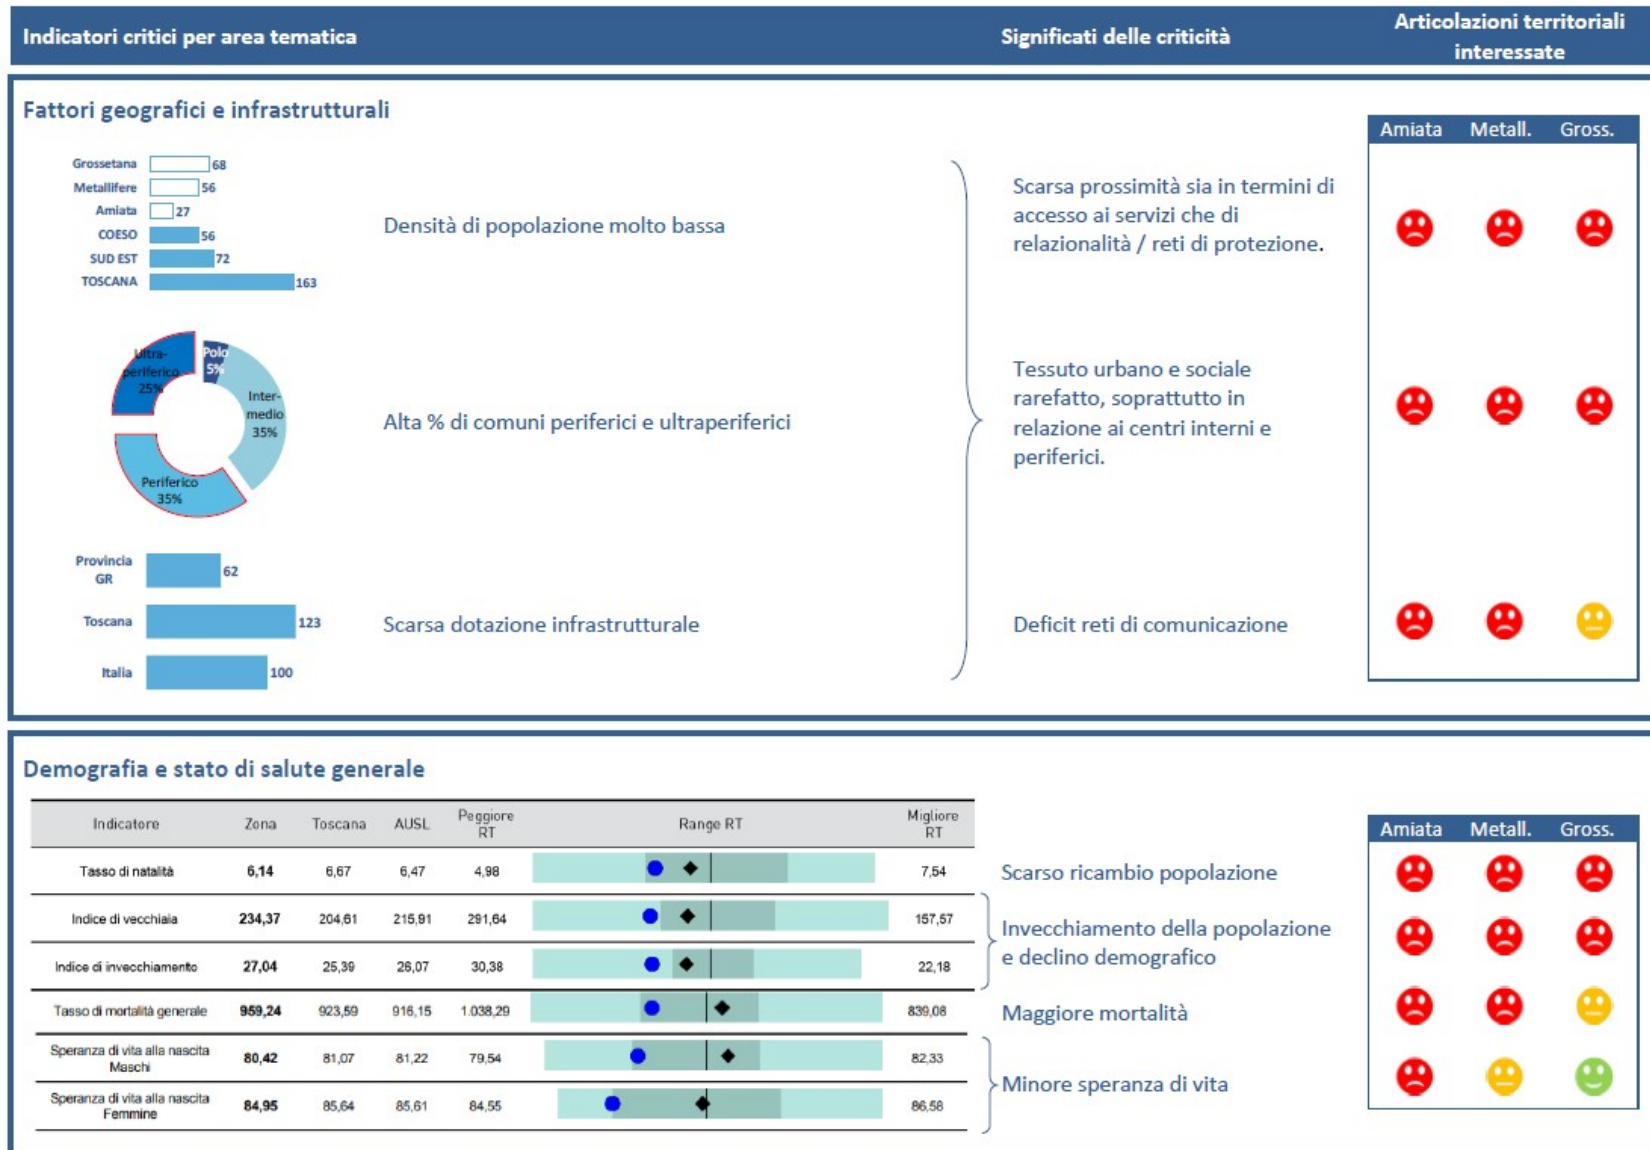 Indicatori critici per area tematica
Significati delle criticità
Articolazioni territoriali
interessate
Fattori geografici e infrastrutturali
Grossetana 68
Metallifere 56
Amiata 27
COESO 56
SUD EST 72
TOSCANA 163
Densità di popolazione molto bassa
Scarsa prossimità sia in termini di
accesso ai servizi che di
relazionalità / reti di protezione.
Amiata Metall. Gross.
Ultra-
periferico
25%
Polo
5%
Inter-
medio
35%
Periferico
35%
Alta % di comuni periferici e ultraperiferici
Tessuto urbano e sociale
rarefatto, soprattutto in
relazione ai centri interni e
periferici.
Provincia
GR
62
Toscana 123
Italia 100
Scarsa dotazione infrastrutturale
Deficit reti di comunicazione
Demografia e stato di salute generale
Indicatore Zona Toscana AUSL Peggiore
RT
Range RT Migliore
RT
Tasso di natalità 6,14 6,67 6,47 4,98 7,54
Indice di vecchiaia 234,37 204,61 215,91 291,64 157,57
Indice di invecchiamento 27,04 25,39 26,07 30,38 22,18
Tasso di mortalità generale 959,24 923,59 916,15 1.038,29 839,08
Speranza di vita alla nascita
Maschi
80,42 81,07 81,22 79,54 82,33
Speranza di vita alla nascita
Femmine
84,95 85,64 85,61 84,55 86,58
Scarso ricambio popolazione
Invecchiamento della popolazione
e declino demografico
Maggiore mortalità
Minore speranza di vita
Amiata Metall. Gross.